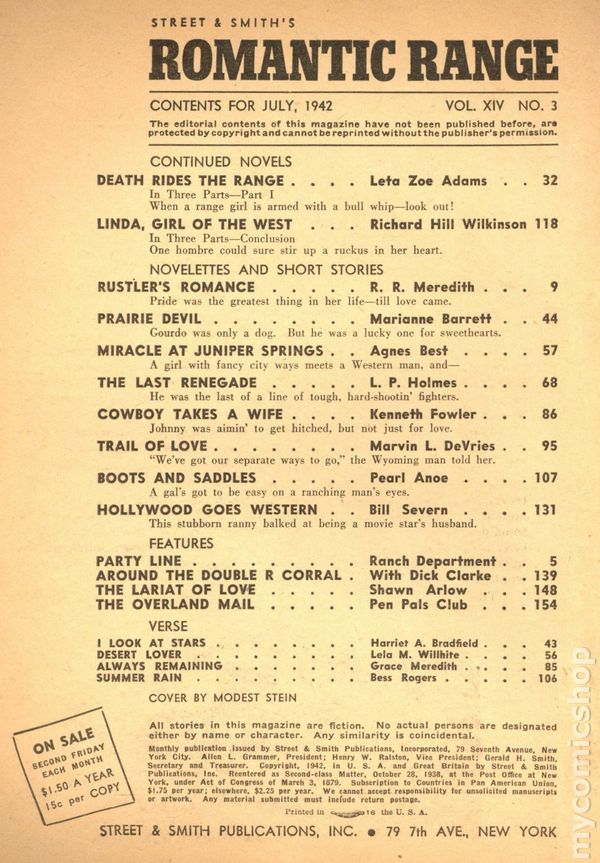 STREET & SMITH'S
ROMANTIC RANGE
CONTENTS FOR JULY, 1942 VOL. XIV NO. 3
The editorial contents of this magazine have not been published before, are
protected by copyright and cannot be reprinted without the publisher's permission.
CONTINUED NOVELS
DEATH RIDES THE RANGE . . . . Leta Zoe Adams . . 32
In Three Parts—Part I
When a range girl is armed with a bull whip—look out!
LINDA, GIRL OF THE WEST . . . Richard Hill Wilkinson 118
In Three Parts—Conclusion
One hombre could sure stir up a ruckus in her heart.
NOVELETTES AND SHORT STORIES
RUSTLER'S ROMANCE . . . . . R. R. Meredith . . . 9
Pride was the greatest thing in her life—till love came.
PRAIRIE DEVIL . . . . . . . . Marianne Barrett . . 44
Gourdo was only a dog. But he was a lucky one for sweethearts.
MIRACLE AT JUNIPER SPRINGS . . Agnes Best . . . . 57
A girl with fancy city ways meets a Western man, and—
THE LAST RENEGADE . . . . . L. P. Holmes . . . 68
He was the last of a line of tough, hard-shootin' fighters.
COWBOY TAKES A WIFE . . . . Kenneth Fowler . . . 86
Johnny was aimin' to get hitched, but not just for love.
TRAIL OF LOVE . . . . . . . . Marvin L. DeVries . . 95
"We've got our separate ways to go," the Wyoming man told her.
BOOTS AND SADDLES . . . . . Pearl Anoe . . . . 107
A gal's got to be easy on a ranching man's eyes.
HOLLYWOOD GOES WESTERN . . Bill Severn . . . . 131
This stubborn ranny balked at being a movie star's husband.
FEATURES
PARTY LINE . . . . . . . . . Ranch Department . . 5
AROUND THE DOUBLE R CORRAL . With Dick Clarke . . 139
THE LARIAT OF LOVE . . . . . Shawn Arlow . . . 148
THE OVERLAND MAIL . . . . . Pen Pals Club . . . 154
VERSE
I LOOK AT STARS . . . . . . . Harriet A. Bradfield . . 43
DESERT LOVER . . . . . . . . Lela M. Willhite . . . 56
ALWAYS REMAINING . . . . . . Grace Meredith . . . . 85
SUMMER RAIN . . . . . . . . Bess Rogers . . . . . 106
COVER BY MODEST STEIN
ON SALE
SECOND FRIDAY
EACH MONTH
$1.50 A YEAR
15c per COPY
All stories in this magazine are fiction. No actual persons are designated
either by name or character. Any similarity is coincidental.
Monthly publication issued by Street & Smith Publications, Incorporated, 79 Seventh Avenue, New
York City. Allen L. Grammer, President; Henry W. Ralston, Vice President; Gerald H. Smith,
Secretary and Treasurer. Copyright, 1942, in U. S. A. and Great Britain by Street & Smith
Publications, Inc. Reentered as Second-class Matter, October 28, 1938, at the Post Office at New
York, under Act of Congress of March 3, 1879. Subscription to Countries in Pan American Union,
$1.75 per year; elsewhere, $2.25 per year. We cannot accept responsibility for unsolicited manuscripts
or artwork. Any material submitted must include return postage.
Printed in 16 the U. S. A.
STREET & SMITH PUBLICATIONS, INC. ● 79 7th AVE., NEW YORK
mycomicshop